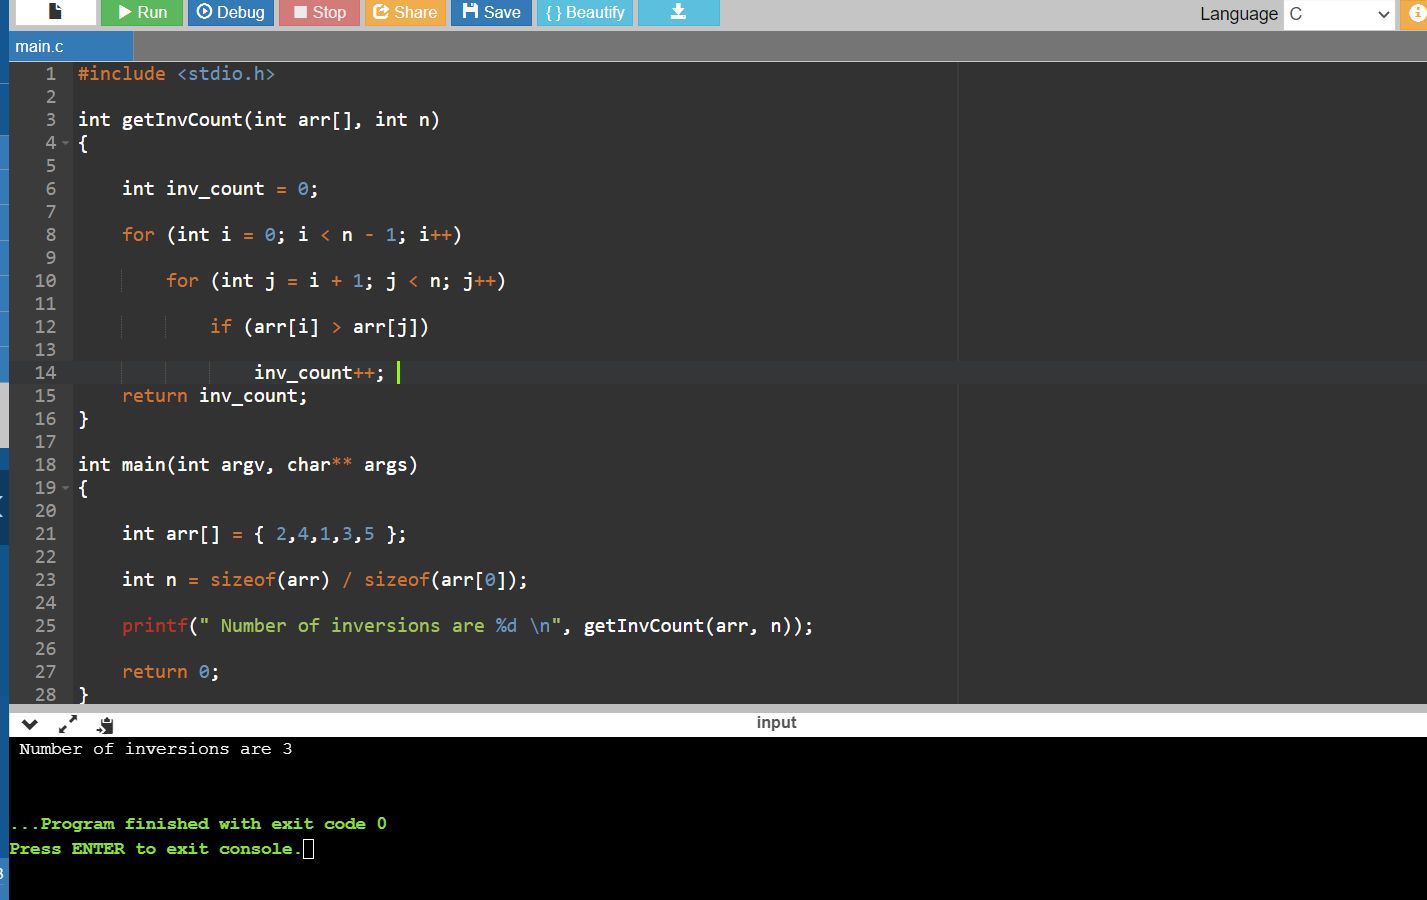 Run Debug Stop Share Save { } Beautify Language C
main.c
1 #include <stdio.h>
2
3 int getInvCount(int arr[], int n)
4 {
5
6 int inv_count = 0;
7
8 for (int i = 0; i < n - 1; i++)
9
10 for (int j = i + 1; j < n; j++)
11
12 if (arr[i] > arr[j])
13
14 inv_count++;
15 return inv_count;
16 }
17
18 int main(int argv, char** args)
19 {
20
21 int arr[] = { 2,4,1,3,5 };
22
23 int n = sizeof(arr) / sizeof(arr[0]);
24
25 printf(" Number of inversions are %d \n", getInvCount(arr, n));
26
27 return 0;
28 }
input
Number of inversions are 3
...Program finished with exit code 0
Press ENTER to exit console.